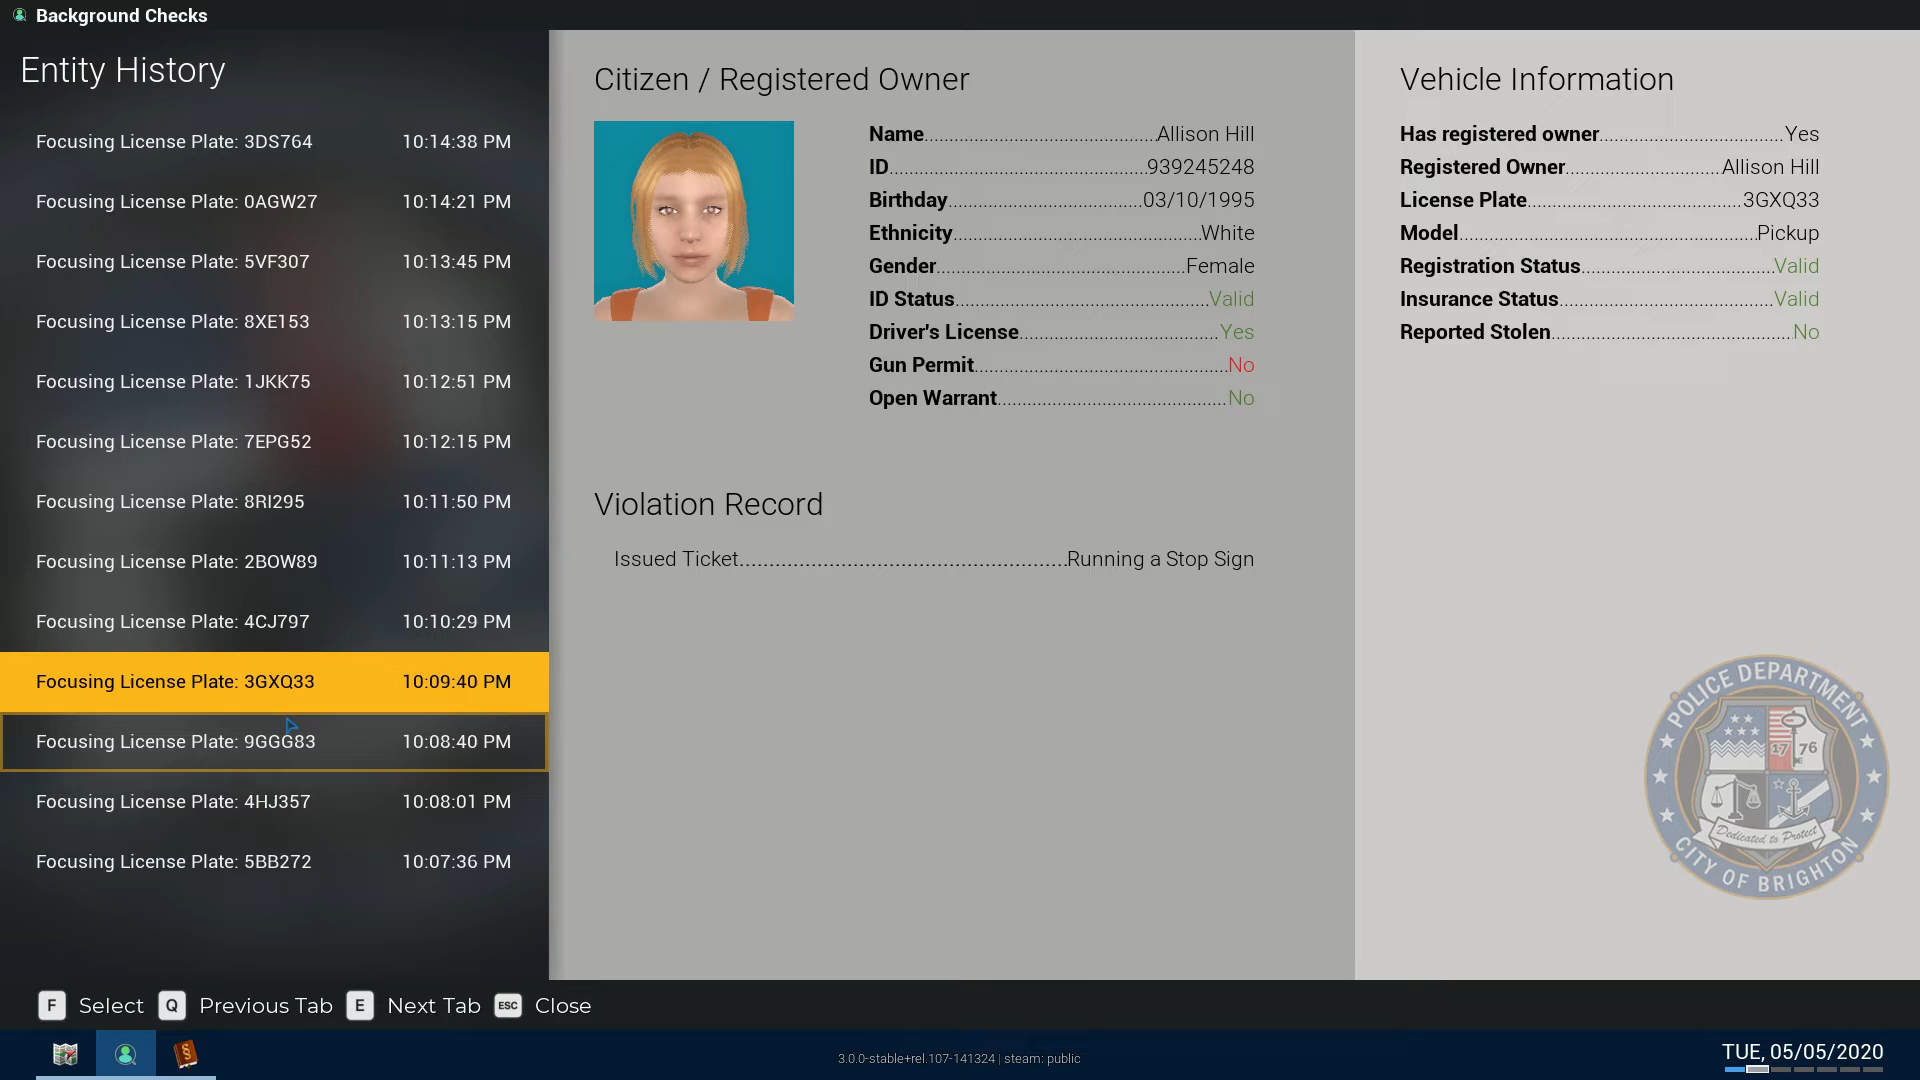 Background Checks
Entity History
Focusing License Plate: 3DS764 10:14:38 PM
Focusing License Plate: 0AGW27 10:14:21 PM
Focusing License Plate: 5VF307 10:13:45 PM
Focusing License Plate: 8XE153 10:13:15 PM
Focusing License Plate: 1JKK75 10:12:51 PM
Focusing License Plate: 7EPG52 10:12:15 PM
Focusing License Plate: 8RI295 10:11:50 PM
Focusing License Plate: 2BOW89 10:11:13 PM
Focusing License Plate: 4CJ797 10:10:29 PM
Focusing License Plate: 3GXQ33 10:09:40 PM
Focusing License Plate: 9GGG83 10:08:40 PM
Focusing License Plate: 4HJ357 10:08:01 PM
Focusing License Plate: 5BB272 10:07:36 PM
Citizen / Registered Owner
Name Allison Hill
ID 939245248
Birthday 03/10/1995
Ethnicity White
Gender Female
ID Status Valid
Driver's License Yes
Gun Permit No
Open Warrant No
Violation Record
Issued Ticket Running a Stop Sign
Vehicle Information
Has registered owner Yes
Registered Owner Allison Hill
License Plate 3GXQ33
Model Pickup
Registration Status Valid
Insurance Status Valid
Reported Stolen No
POLICE DEPARTMENT
17 76
Dedicated to Protect
CITY OF BRIGHTON
F Select Q Previous Tab E Next Tab ESC Close
3.0.0-stable+rel.107-141324 | steam: public
TUE, 05/05/2020